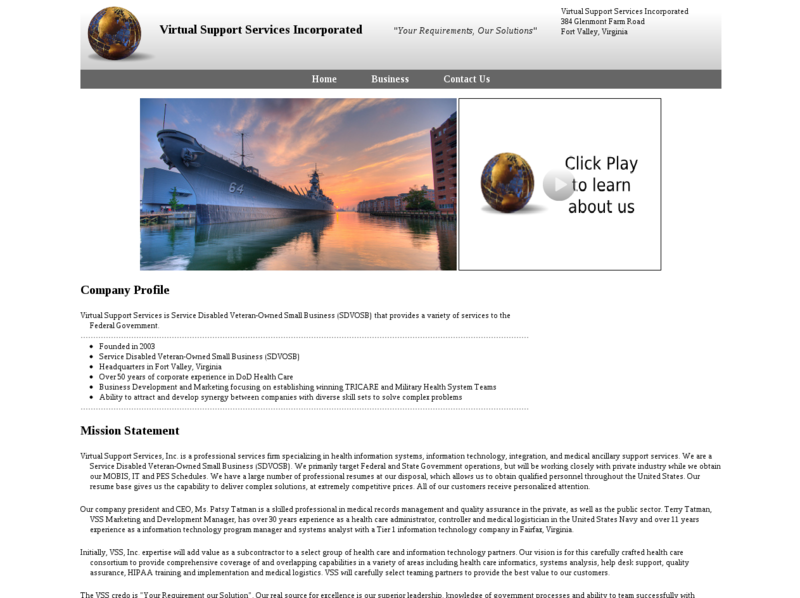 Virtual Support Services Incorporated
"Your Requirements, Our Solutions"
Virtual Support Services Incorporated
384 Glenmont Farm Road
Fort Valley, Virginia
Home
Business
Contact Us
64
Click Play
to learn
about us
Company Profile
Virtual Support Services is Service Disabled Veteran-Owned Small Business (SDVOSB) that provides a variety of services to the
Federal Government.
Founded in 2003
Service Disabled Veteran-Owned Small Business (SDVOSB)
Headquarters in Fort Valley, Virginia
Over 50 years of corporate experience in DoD Health Care
Business Development and Marketing focusing on establishing winning TRICARE and Military Health System Teams
Ability to attract and develop synergy between companies with diverse skill sets to solve complex problems
Mission Statement
Virtual Support Services, Inc. is a professional services firm specializing in health information systems, information technology, integration, and medical ancillary support services. We are a
Service Disabled Veteran-Owned Small Business (SDVOSB). We primarily target Federal and State Government operations, but will be working closely with private industry while we obtain
our MOBIS, IT and PES Schedules. We have a large number of professional resumes at our disposal, which allows us to obtain qualified personnel throughout the United States. Our
resume base gives us the capability to deliver complex solutions, at extremely competitive prices. All of our customers receive personalized attention.
Our company president and CEO, Ms. Patsy Tatman is a skilled professional in medical records management and quality assurance in the private, as well as the public sector. Terry Tatman,
VSS Marketing and Development Manager, has over 30 years experience as a health care administrator, controller and medical logistician in the United States Navy and over 11 years
experience as a information technology program manager and systems analyst with a Tier 1 information technology company in Fairfax, Virginia.
Initially, VSS, Inc. expertise will add value as a subcontractor to a select group of health care and information technology partners. Our vision for this carefully crafted health care
consortium to provide comprehensive coverage of and overlapping capabilities in a variety of areas including health care informatics, systems analysis, help desk support, quality
assurance, HIPAA training and implementation and medical logistics. VSS will carefully select teaming partners to provide the best value to our customers.
The VSS credo is "Your Requirement our Solution". Our real source for excellence is our superior leadership, knowledge of government processes and ability to team successfully with